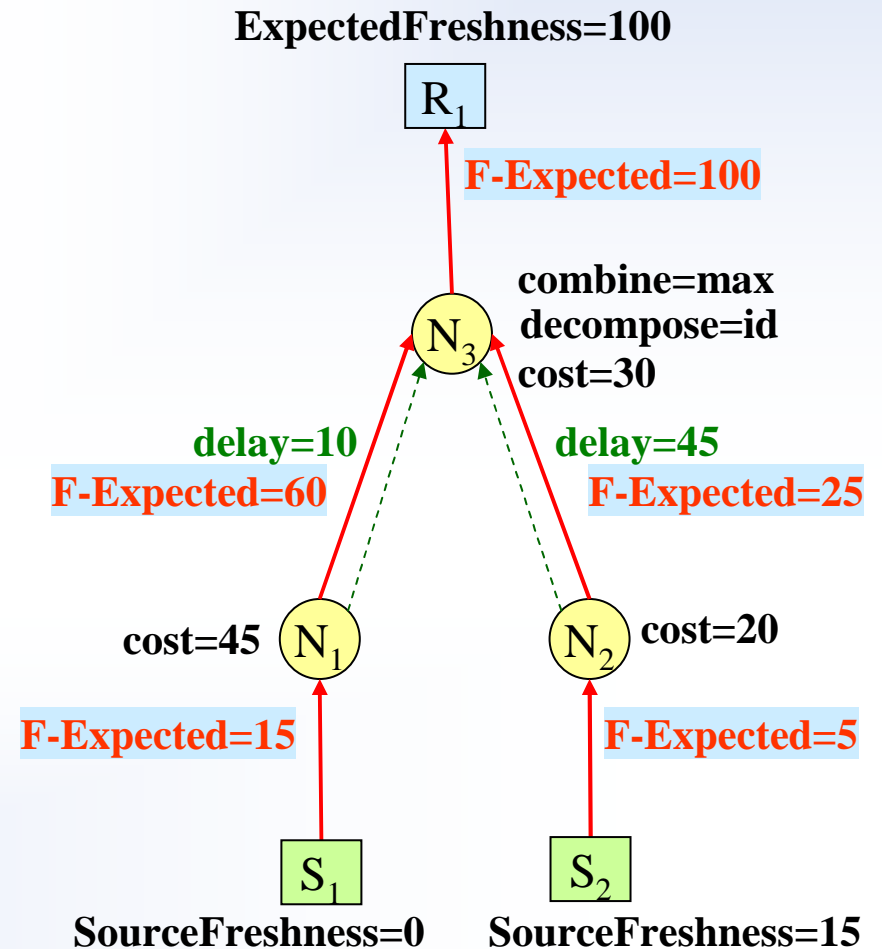 ExpectedFreshness=100
R₁
F-Expected=100
combine=max
decompose=id
cost=30
N₃
delay=10
delay=45
F-Expected=60
F-Expected=25
cost=45
N₁
N₂
cost=20
F-Expected=15
F-Expected=5
S₁
S₂
SourceFreshness=0
SourceFreshness=15